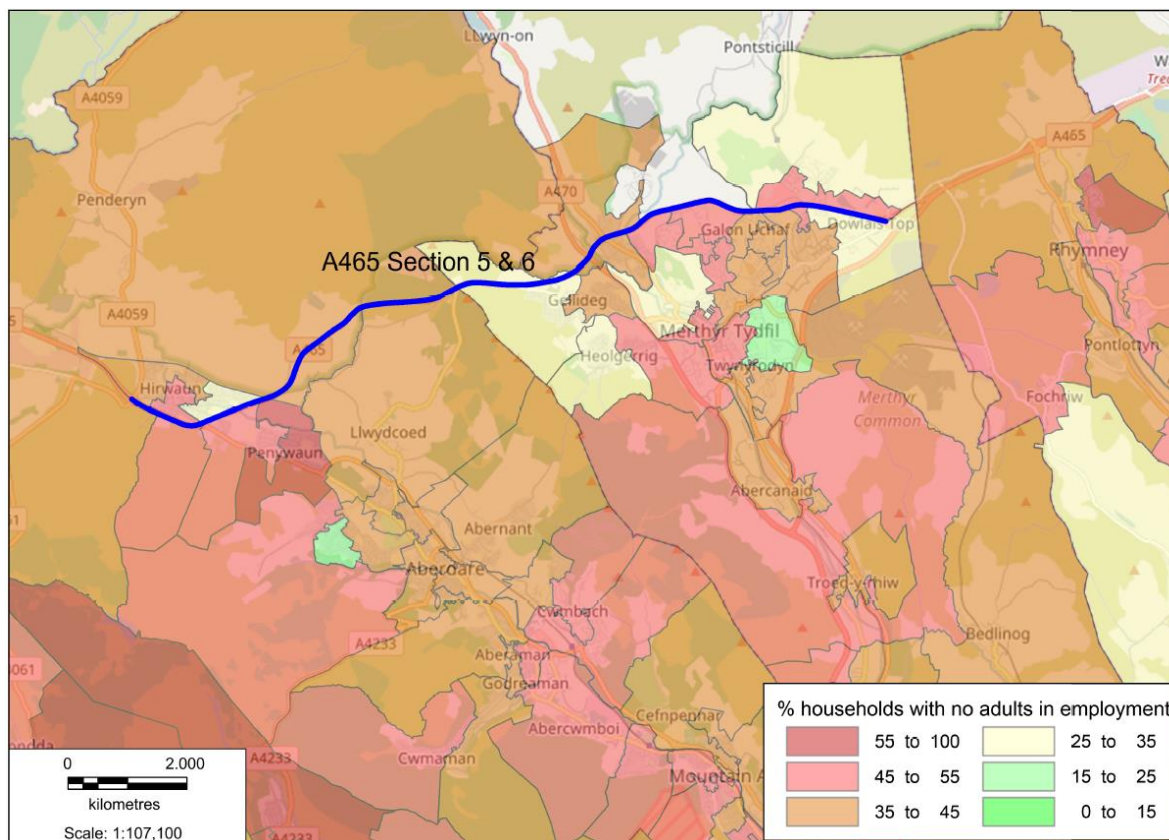 Llwyn-on
Pontsticill
A4059
A465
Penderyn
A470
Galon Uchaf
Dowlais Top
Rhymney
A465 Section 5 & 6
Gellideg
A4059
A465
Merthyr Tydfil
Pontlottyn
Heolgerrig
Twynyrodyn
Hirwaun
Fochriw
Merthyr
Common
Llwydcoed
Penywaun
Abercanaid
Abernant
Aberdare
Troed-y-rhiw
Cwmbach
A4233
Bedlinog
Aberaman
Godreaman
Cefnpennar
Abercwmboi
Cwmaman
Mountain A
A4233
A4233
0 2.000
kilometres
Scale: 1:107,100
% households with no adults in employment
55 to 100 25 to 35
45 to 55 15 to 25
35 to 45 0 to 15